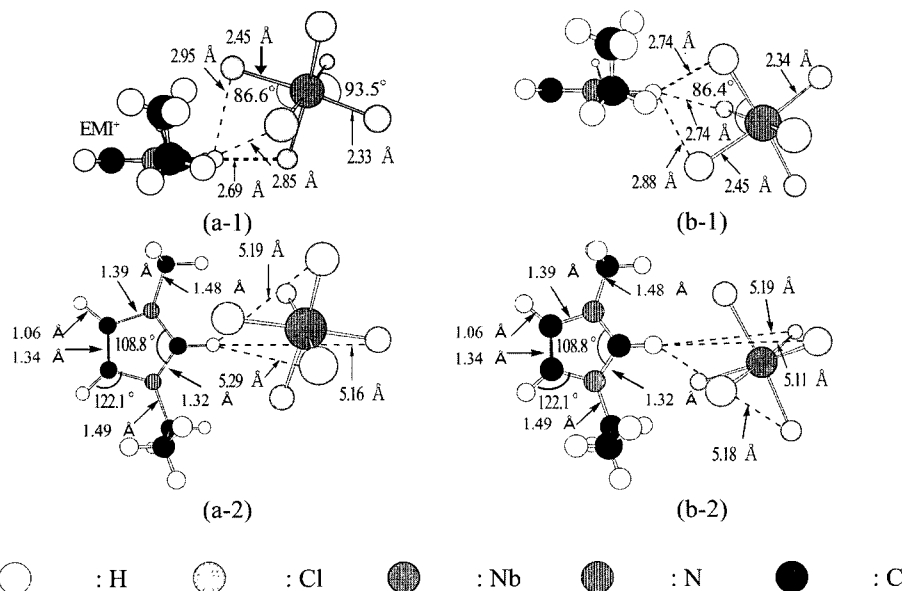 2.45 Å
2.95 Å
86.6°
93.5°
EMI⁺
2.33 Å
2.69 Å
2.85 Å
(a-1)
2.74 Å
2.34 Å
86.4°
2.74 Å
2.88 Å
2.45 Å
(b-1)
5.19 Å
1.39 Å
1.48 Å
1.06 Å
108.8°
1.34 Å
5.29 Å
5.16 Å
122.1°
1.32 Å
1.49 Å
(a-2)
1.39 Å
1.48 Å
5.19 Å
1.06 Å
108.8°
1.34 Å
5.11 Å
122.1°
1.32 Å
1.49 Å
5.18 Å
(b-2)
: H : Cl : Nb : N : C